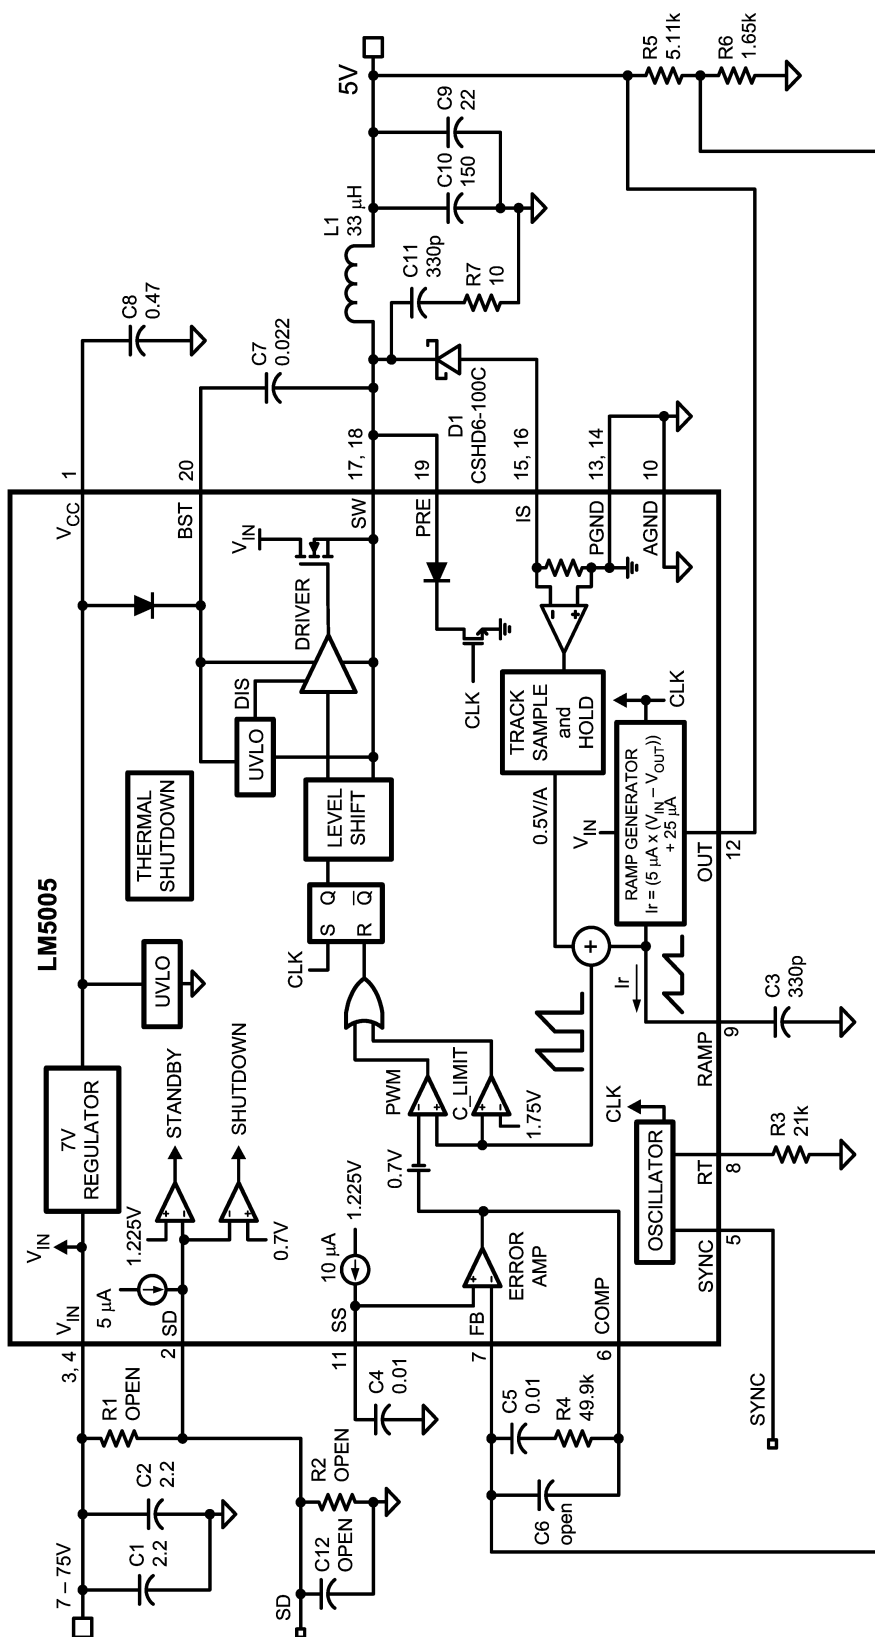 LM5005
7 – 75V
C1
2.2
C2
2.2
R1
OPEN
SD
C12
OPEN
R2
OPEN
3, 4
VIN
VIN
7V
REGULATOR
UVLO
THERMAL
SHUTDOWN
VCC
1
C8
0.47
2
SD
5 µA
1.225V
STANDBY
SHUTDOWN
0.7V
BST
20
C7
0.022
UVLO
DIS
DRIVER
VIN
SW
17, 18
L1
33 µH
5V
LEVEL
SHIFT
S
Q
R
Q
CLK
PRE
19
CLK
D1
CSHD6-100C
C11
330p
R7
10
C10
150
C9
22
R5
5.11k
R6
1.65k
IS
15, 16
PGND
13, 14
AGND
10
TRACK
SAMPLE
and
HOLD
0.5V/A
11
SS
10 µA
1.225V
C4
0.01
7
FB
ERROR
AMP
0.7V
PWM
C_LIMIT
1.75V
6
COMP
C5
0.01
R4
49.9k
C6
open
+
VIN
RAMP GENERATOR
Ir = (5 µA x (VIN – VOUT))
+ 25 µA
CLK
Ir
OSCILLATOR
CLK
SYNC
5
SYNC
RT
8
R3
21k
RAMP
9
C3
330p
OUT
12